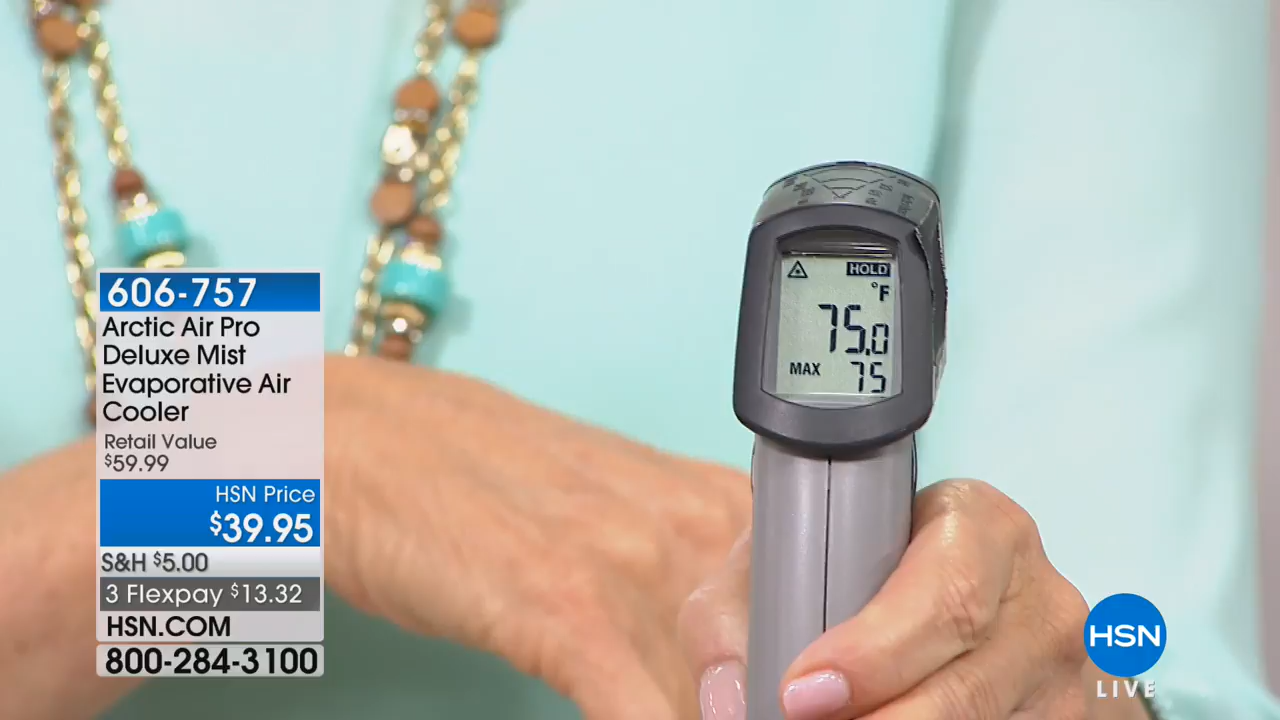 606-757
Arctic Air Pro
Deluxe Mist
Evaporative Air
Cooler
Retail Value
$59.99
HSN Price
$39.95
S&H $5.00
3 Flexpay $13.32
HSN.COM
800-284-3100
HOLD
°F
75.0
MAX 75
HSN
LIVE